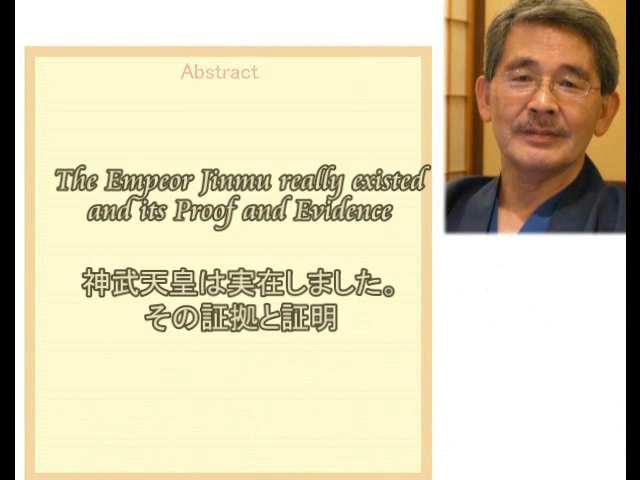 Abstract
The Empeor Jinmu really existed
and its Proof and Evidence
神武天皇は実在しました。
その証拠と証明